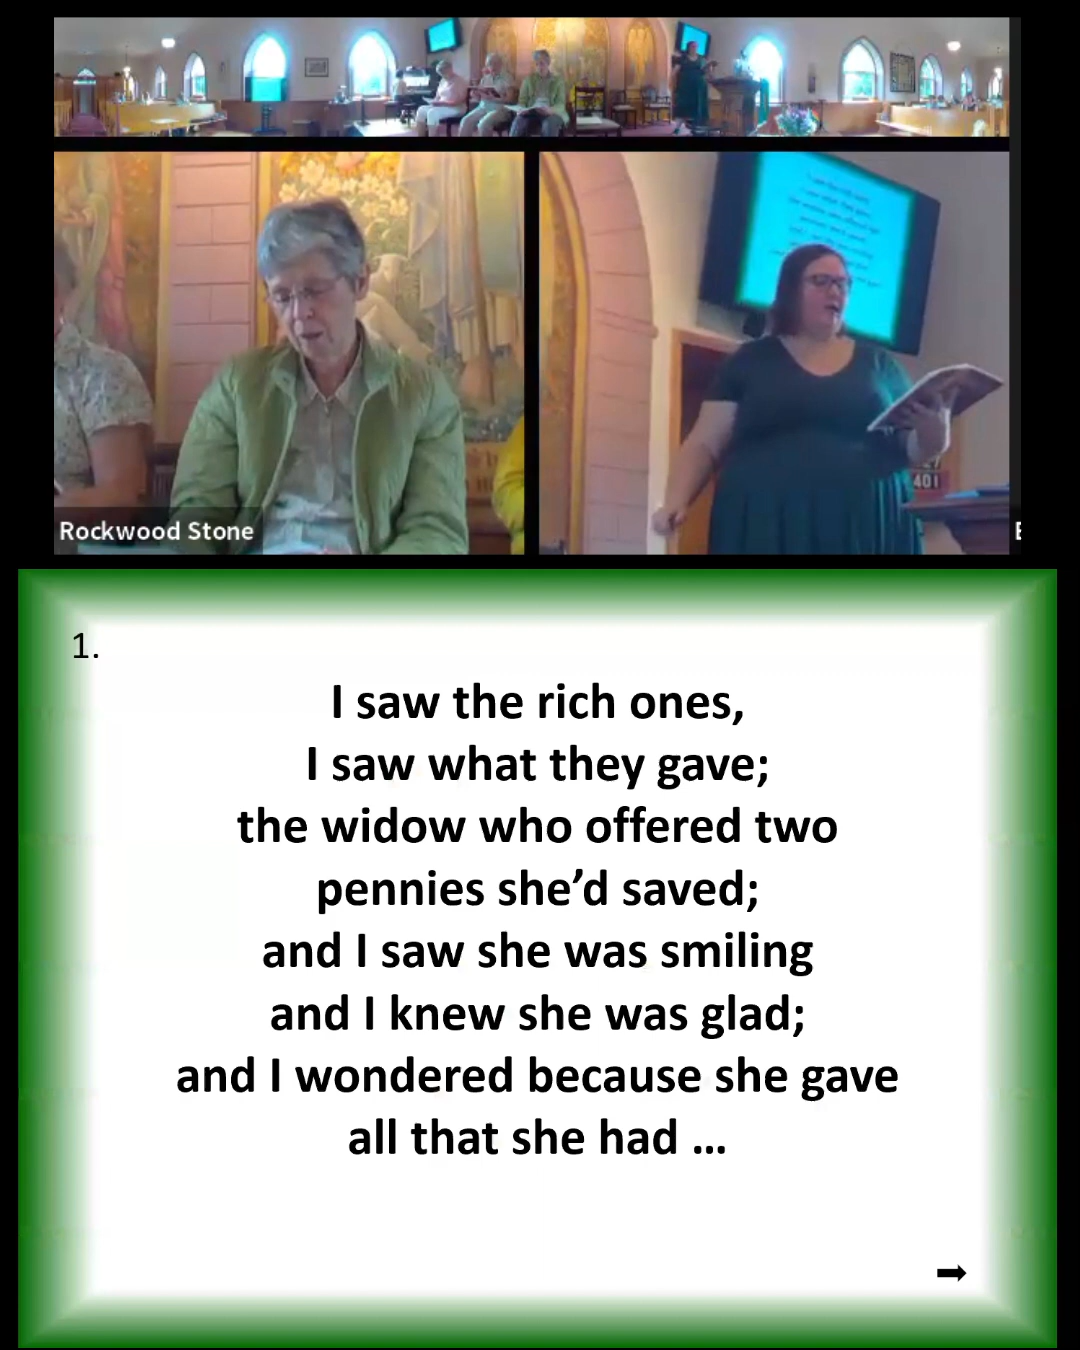 Rockwood Stone
401
1.
I saw the rich ones,
I saw what they gave;
the widow who offered two
pennies she’d saved;
and I saw she was smiling
and I knew she was glad;
and I wondered because she gave
all that she had ...